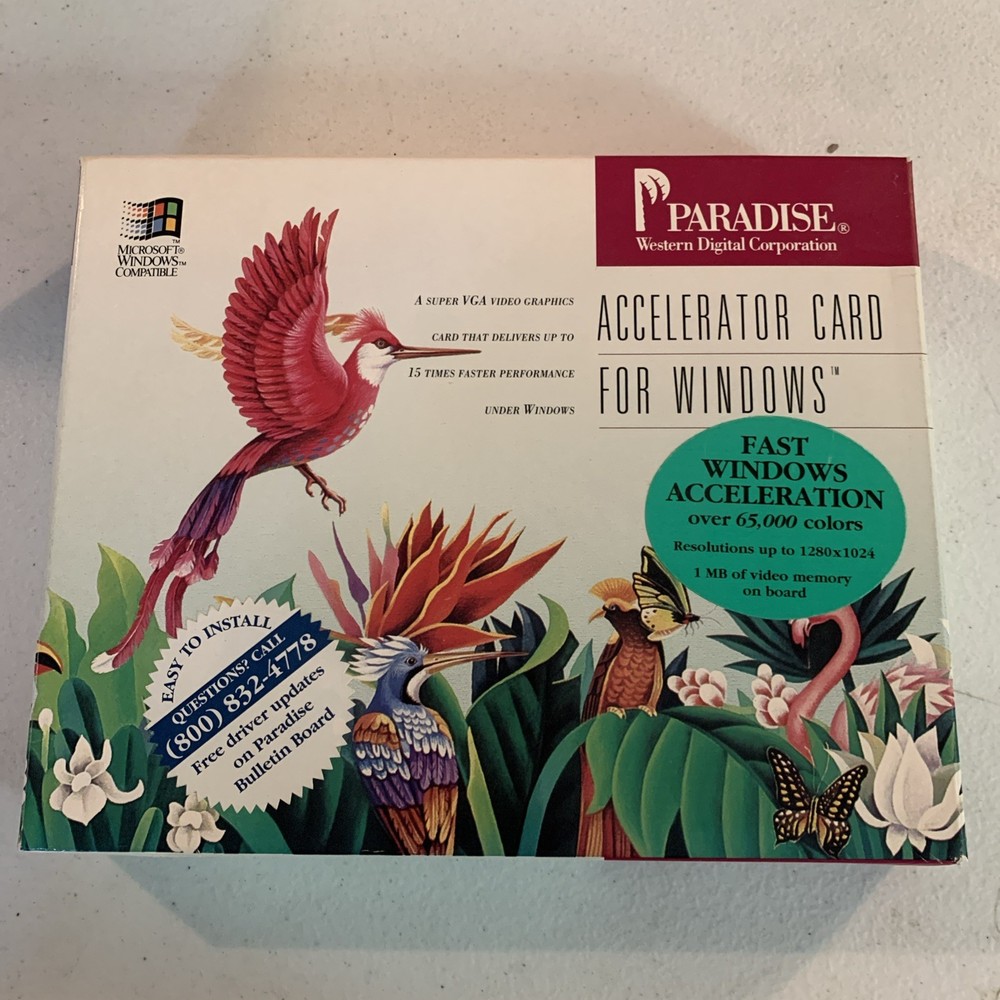 MICROSOFT®
WINDOWS™
COMPATIBLE
TM
PARADISE®
Western Digital Corporation
A SUPER VGA VIDEO GRAPHICS
CARD THAT DELIVERS UP TO
15 TIMES FASTER PERFORMANCE
UNDER WINDOWS
ACCELERATOR CARD
FOR WINDOWS™
FAST
WINDOWS
ACCELERATION
over 65,000 colors
Resolutions up to 1280x1024
1 MB of video memory
on board
EASY TO INSTALL
QUESTIONS? CALL
(800) 832-4778
Free driver updates
on Paradise
Bulletin Board